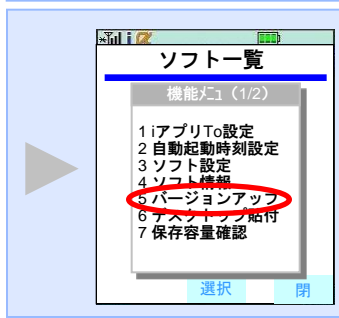 i
ソフト一覧
機能ﾒﾆｭ (1/2)
1 iアプリTo設定
2 自動起動時刻設定
3 ソフト設定
4 ソフト情報
5 バージョンアップ
6 デスクトップ貼付
7 保存容量確認
選択
閉